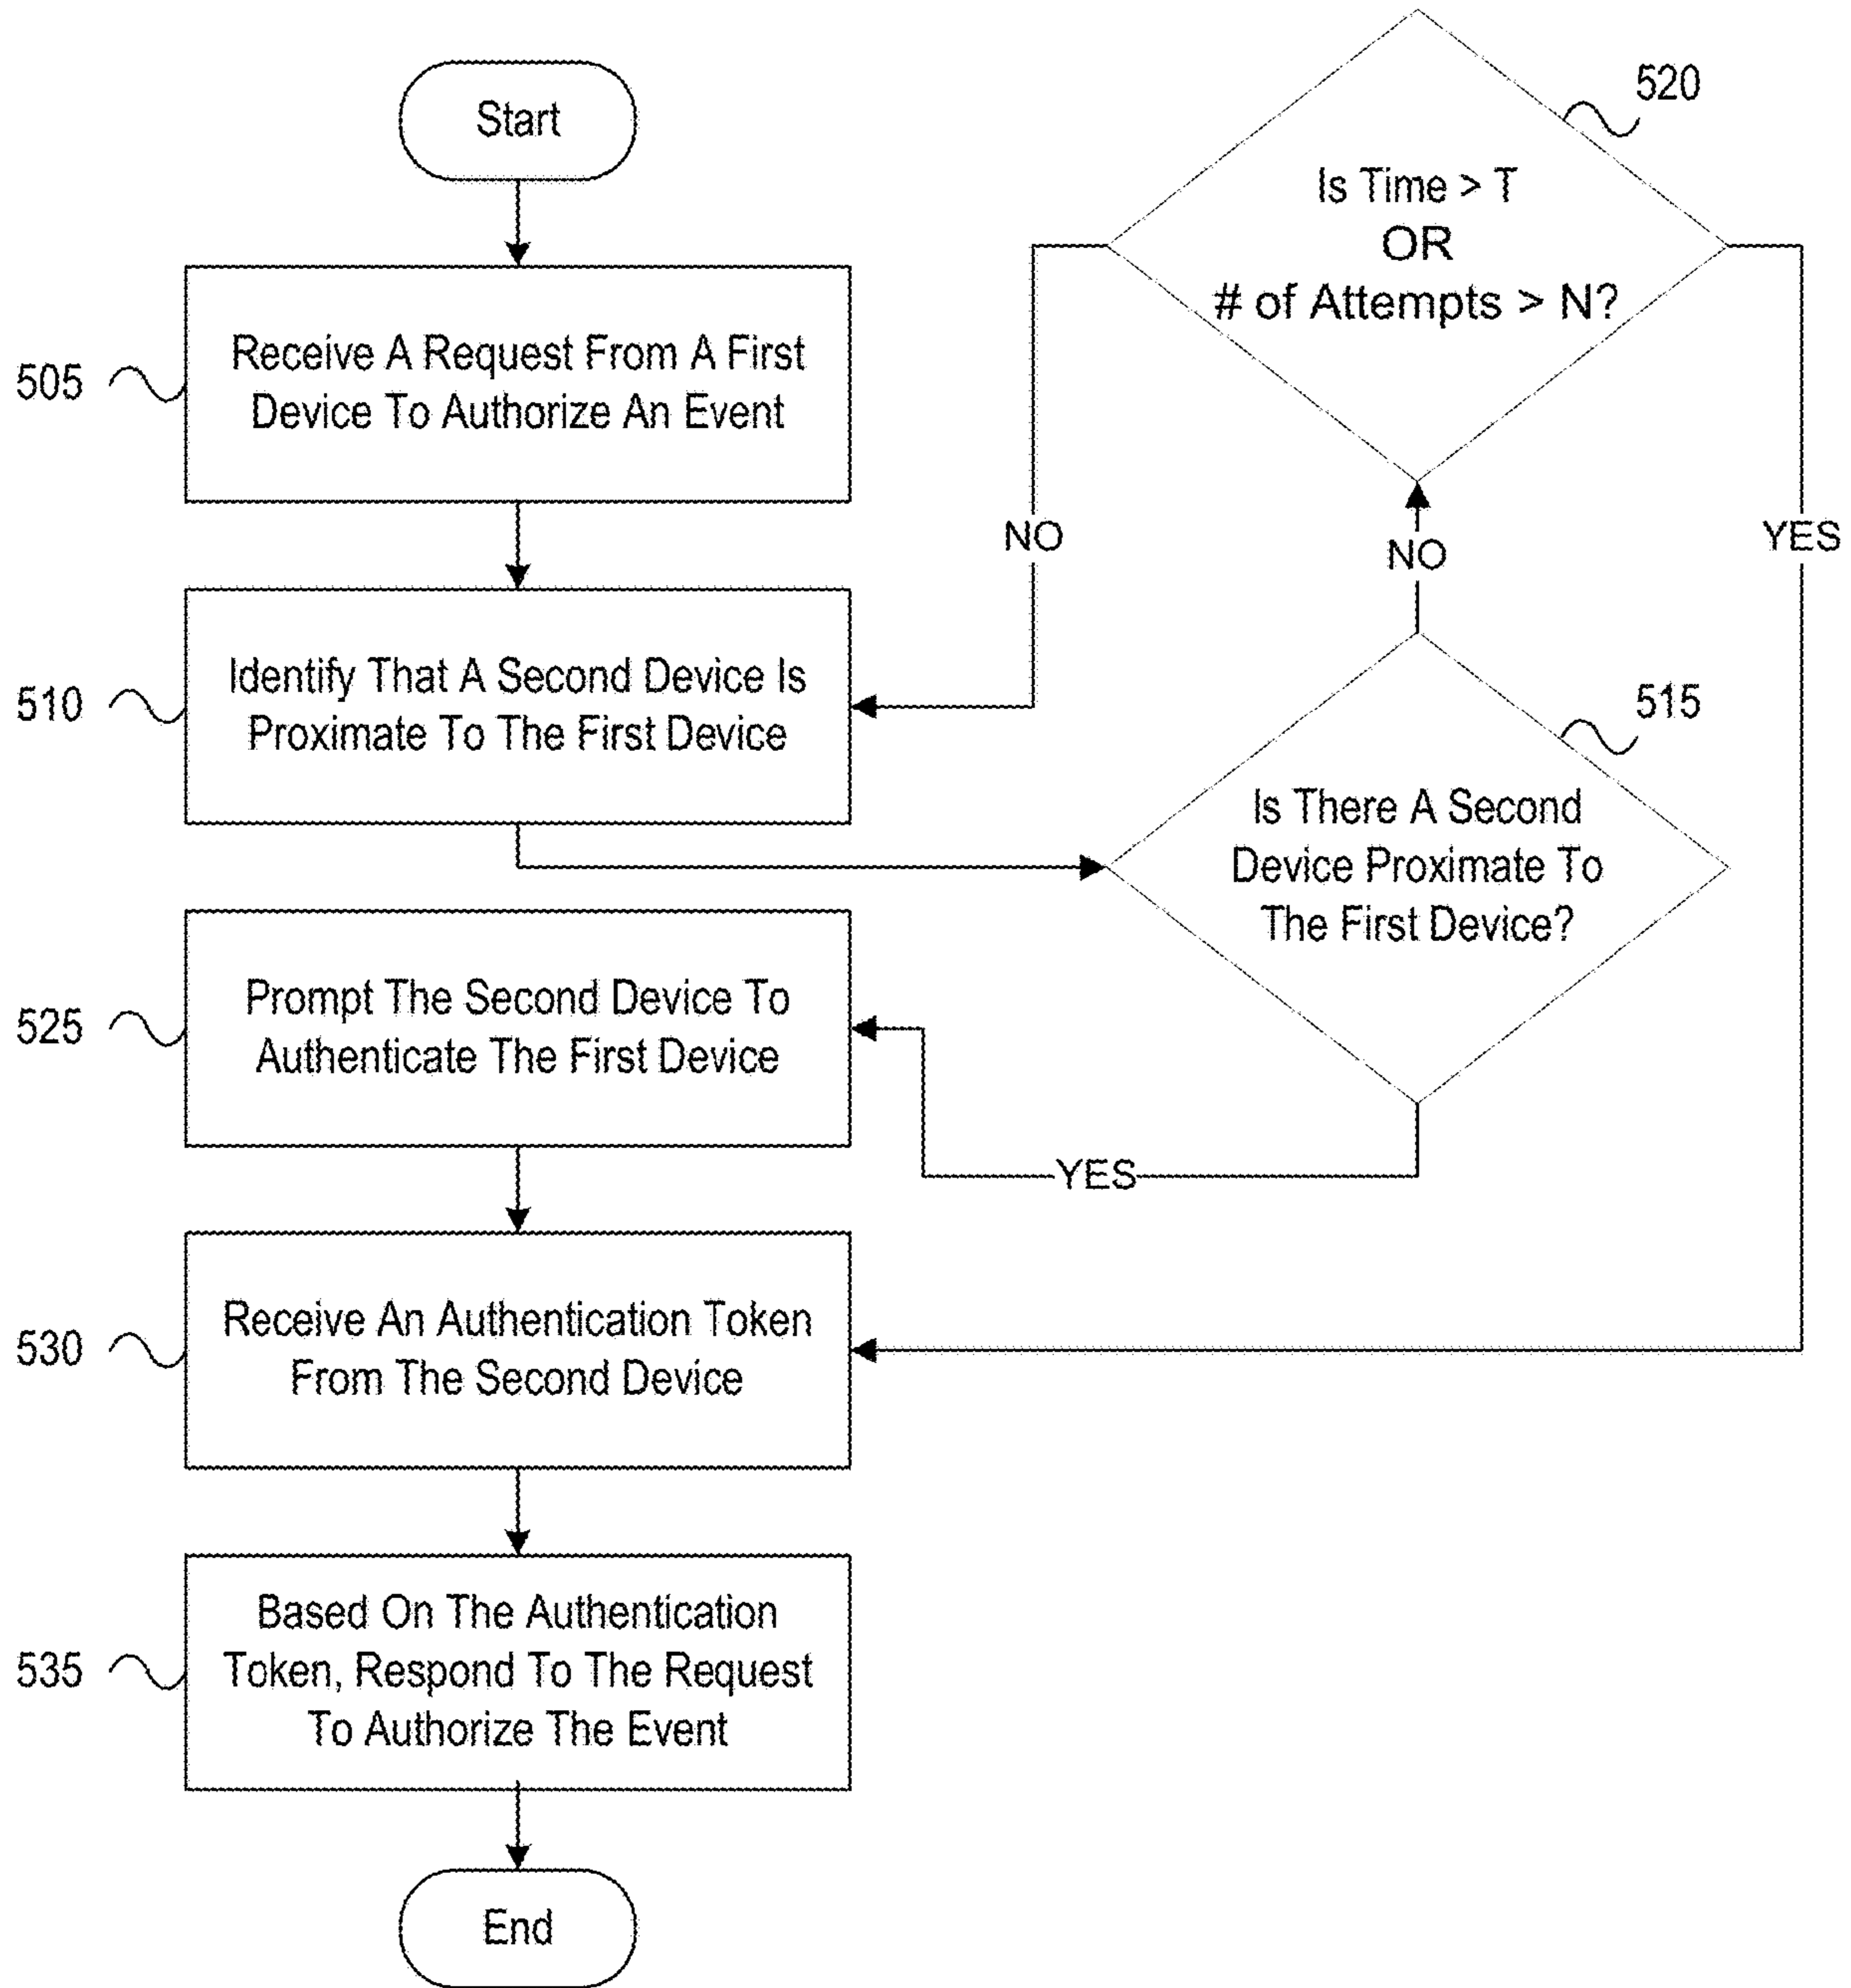 Start
520
Is Time > T
OR
# of Attempts > N?
505
Receive A Request From A First
Device To Authorize An Event
NO
NO
YES
510
Identify That A Second Device Is
Proximate To The First Device
515
Is There A Second
Device Proximate To
The First Device?
525
Prompt The Second Device To
Authenticate The First Device
YES
530
Receive An Authentication Token
From The Second Device
535
Based On The Authentication
Token, Respond To The Request
To Authorize The Event
End